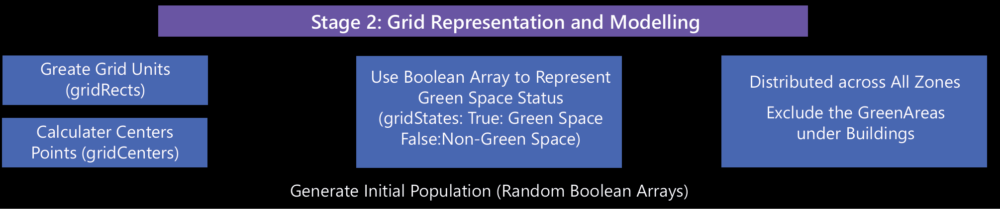 Stage 2: Grid Representation and Modelling
Greate Grid Units
(gridRects)
Calculater Centers
Points (gridCenters)
Use Boolean Array to Represent
Green Space Status
(gridStates: True: Green Space
False:Non-Green Space)
Distributed across All Zones
Exclude the GreenAreas
under Buildings
Generate Initial Population (Random Boolean Arrays)